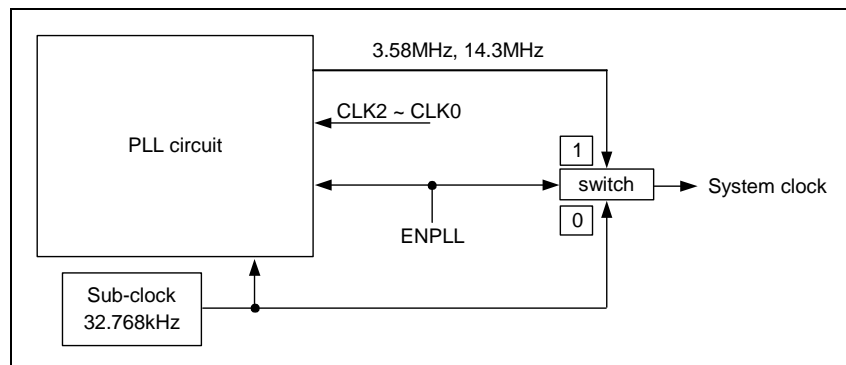 3.58MHz, 14.3MHz
CLK2 ~ CLK0
PLL circuit
1
switch
System clock
0
ENPLL
Sub-clock
32.768kHz